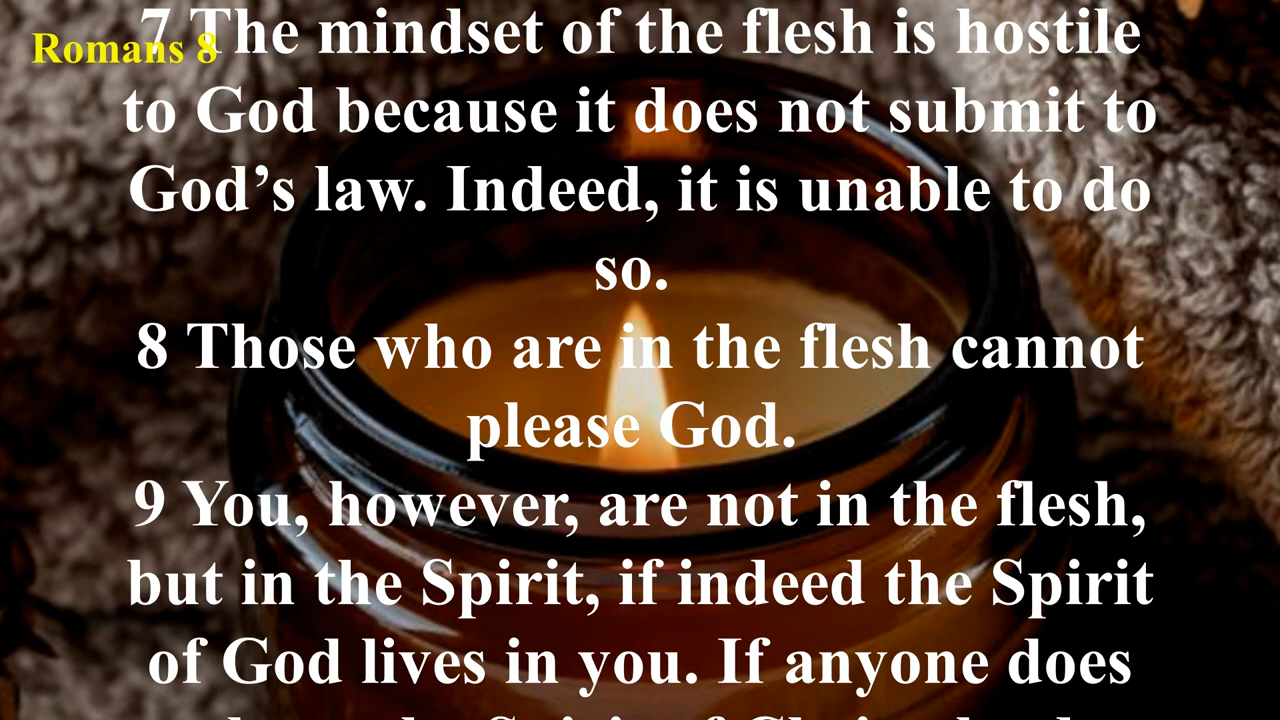 Romans 8
7 The mindset of the flesh is hostile
to God because it does not submit to
God’s law. Indeed, it is unable to do
so.
8 Those who are in the flesh cannot
please God.
9 You, however, are not in the flesh,
but in the Spirit, if indeed the Spirit
of God lives in you. If anyone does